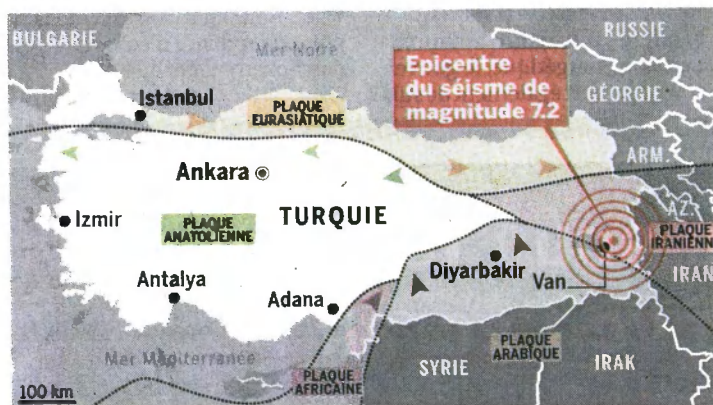 BULGARIE
Mer Noire
RUSSIE
Epicentre
du séisme de
magnitude 7.2
GÉORGIE
Istanbul
PLAQUE
EURASIATIQUE
ARM.
Ankara
AZ.
Izmir
PLAQUE
ANATOLIENNE
TURQUIE
PLAQUE
IRANIENN
Diyarbakir
IRAN
Antalya
Adana
Van
Mer Méditerranée
PLAQUE
AFRICAINE
SYRIE
PLAQUE
ARABIQUE
IRAK
100 km